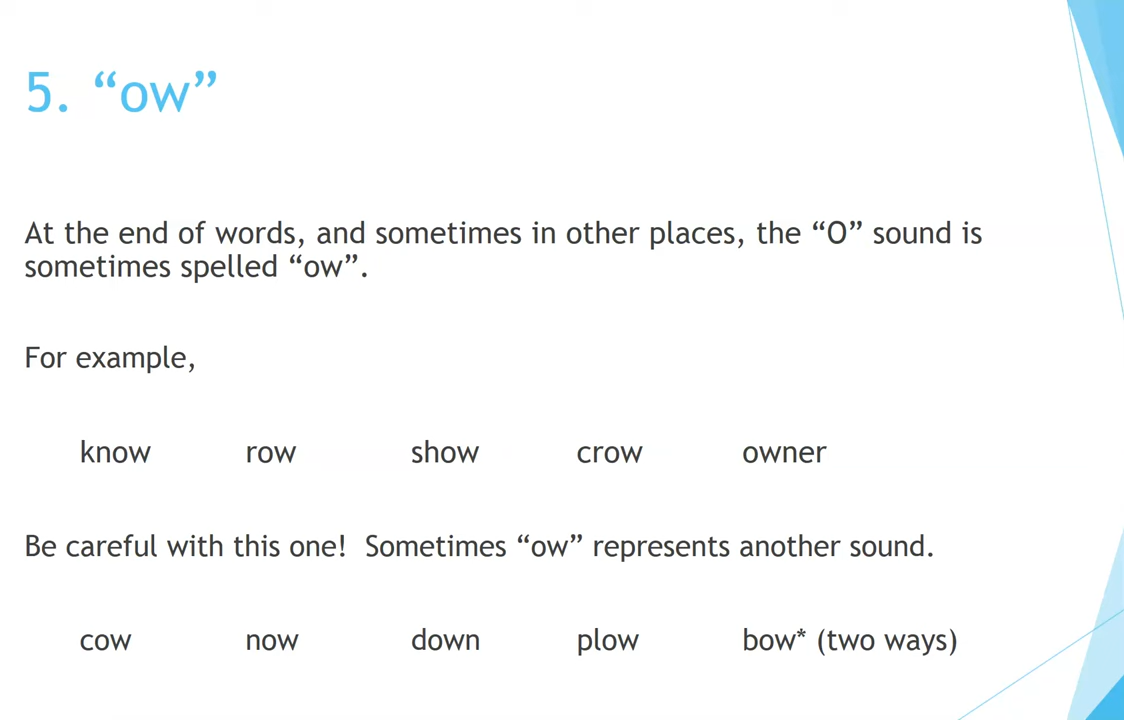 5. “ow”
At the end of words, and sometimes in other places, the “O” sound is
sometimes spelled “ow”.
For example,
know row show crow owner
Be careful with this one! Sometimes “ow” represents another sound.
cow now down plow bow* (two ways)